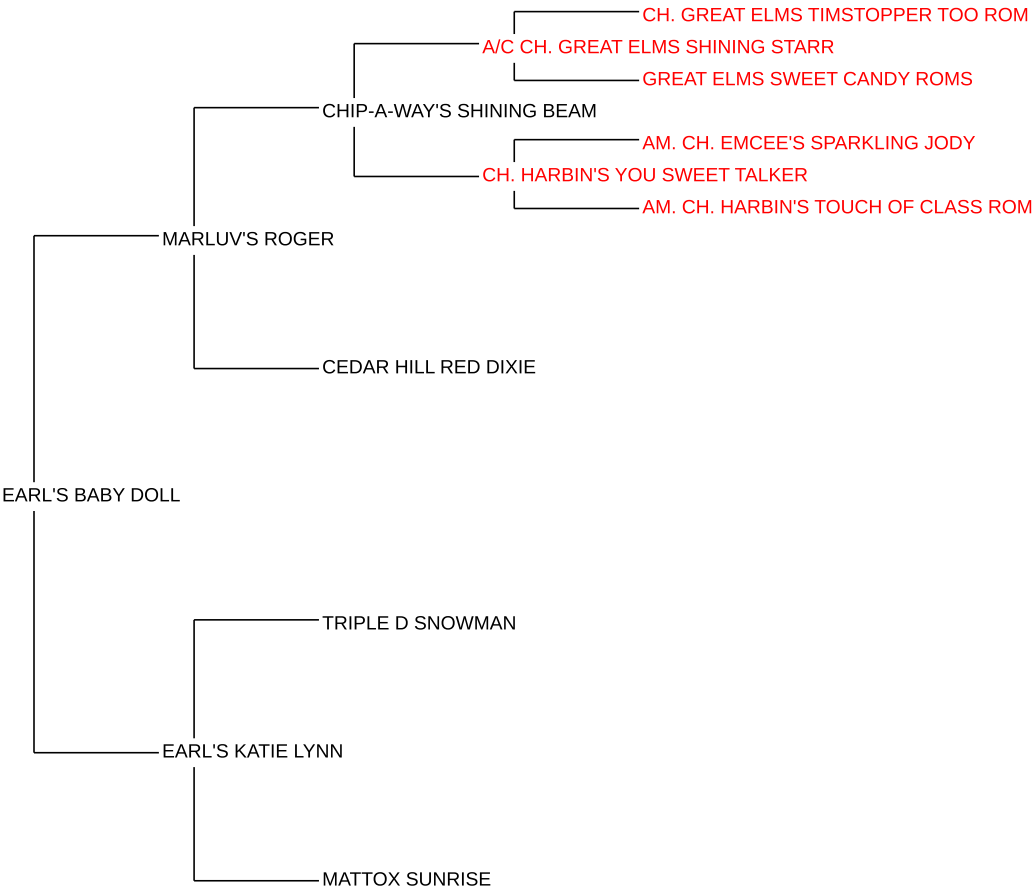 CH. GREAT ELMS TIMSTOPPER TOO ROM
A/C CH. GREAT ELMS SHINING STARR
GREAT ELMS SWEET CANDY ROMS
CHIP-A-WAY'S SHINING BEAM
AM. CH. EMCEE'S SPARKLING JODY
CH. HARBIN'S YOU SWEET TALKER
AM. CH. HARBIN'S TOUCH OF CLASS ROM
MARLUV'S ROGER
CEDAR HILL RED DIXIE
EARL'S BABY DOLL
TRIPLE D SNOWMAN
EARL'S KATIE LYNN
MATTOX SUNRISE